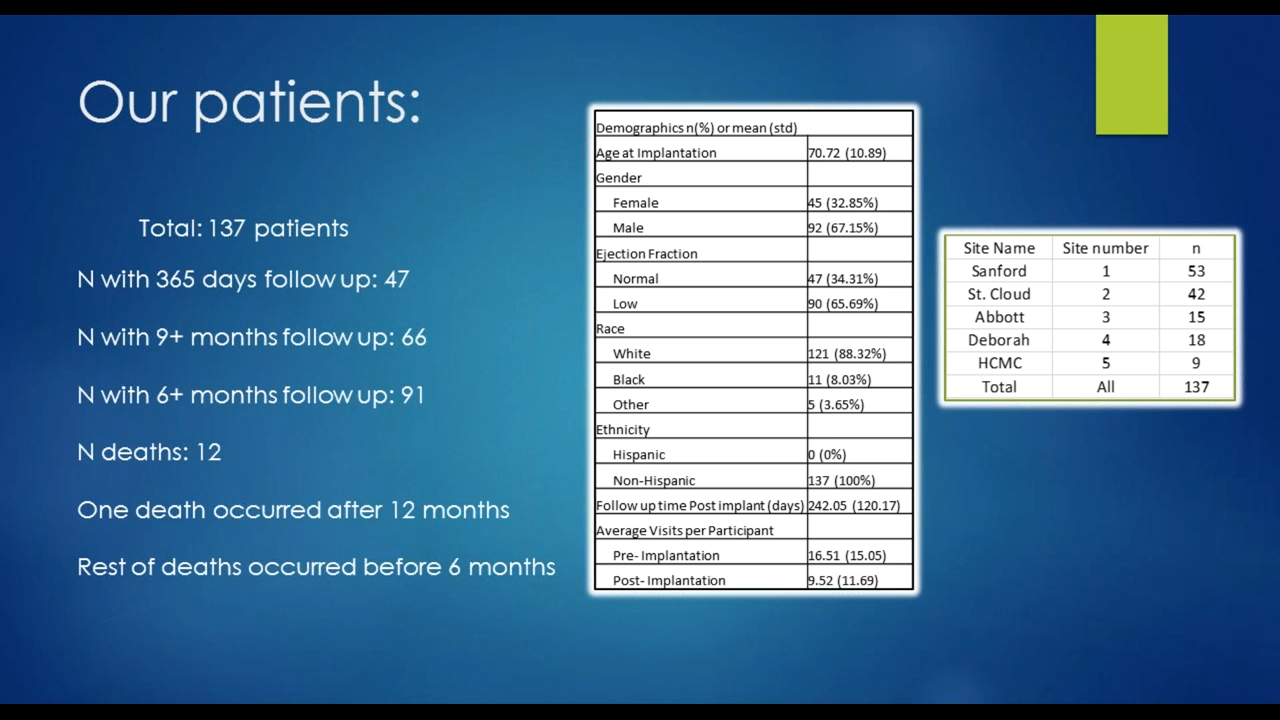 Our patients:
Total: 137 patients
N with 365 days follow up: 47
N with 9+ months follow up: 66
N with 6+ months follow up: 91
N deaths: 12
One death occurred after 12 months
Rest of deaths occurred before 6 months
Demographics n(%) or mean (std)
Age at Implantation 70.72 (10.89)
Gender
Female 45 (32.85%)
Male 92 (67.15%)
Ejection Fraction
Normal 47 (34.31%)
Low 90 (65.69%)
Race
White 121 (88.32%)
Black 11 (8.03%)
Other 5 (3.65%)
Ethnicity
Hispanic 0 (0%)
Non-Hispanic 137 (100%)
Follow up time Post implant (days) 242.05 (120.17)
Average Visits per Participant
Pre- Implantation 16.51 (15.05)
Post- Implantation 9.52 (11.69)
Site Name Site number n
Sanford 1 53
St. Cloud 2 42
Abbott 3 15
Deborah 4 18
HCMC 5 9
Total All 137